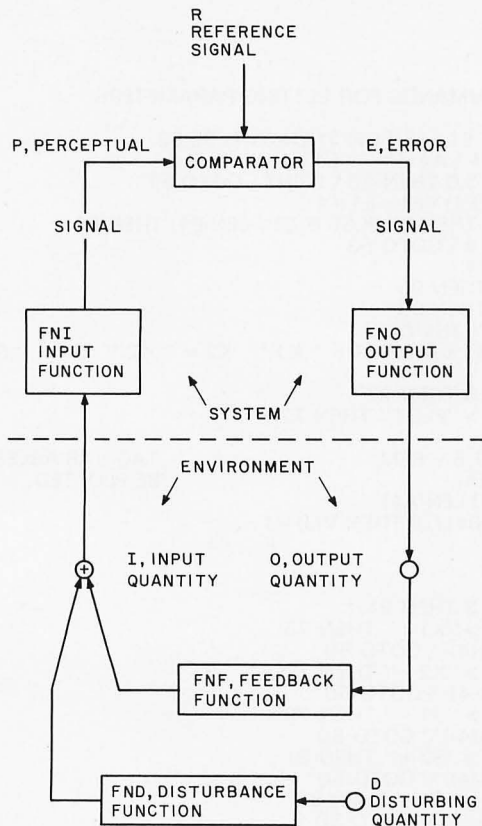 R
REFERENCE
SIGNAL
P, PERCEPTUAL
COMPARATOR
E, ERROR
SIGNAL
SIGNAL
FNI
INPUT
FUNCTION
FNO
OUTPUT
FUNCTION
SYSTEM
ENVIRONMENT
+
I, INPUT
QUANTITY
O, OUTPUT
QUANTITY
FNF, FEEDBACK
FUNCTION
FND, DISTURBANCE
FUNCTION
D
DISTURBING
QUANTITY